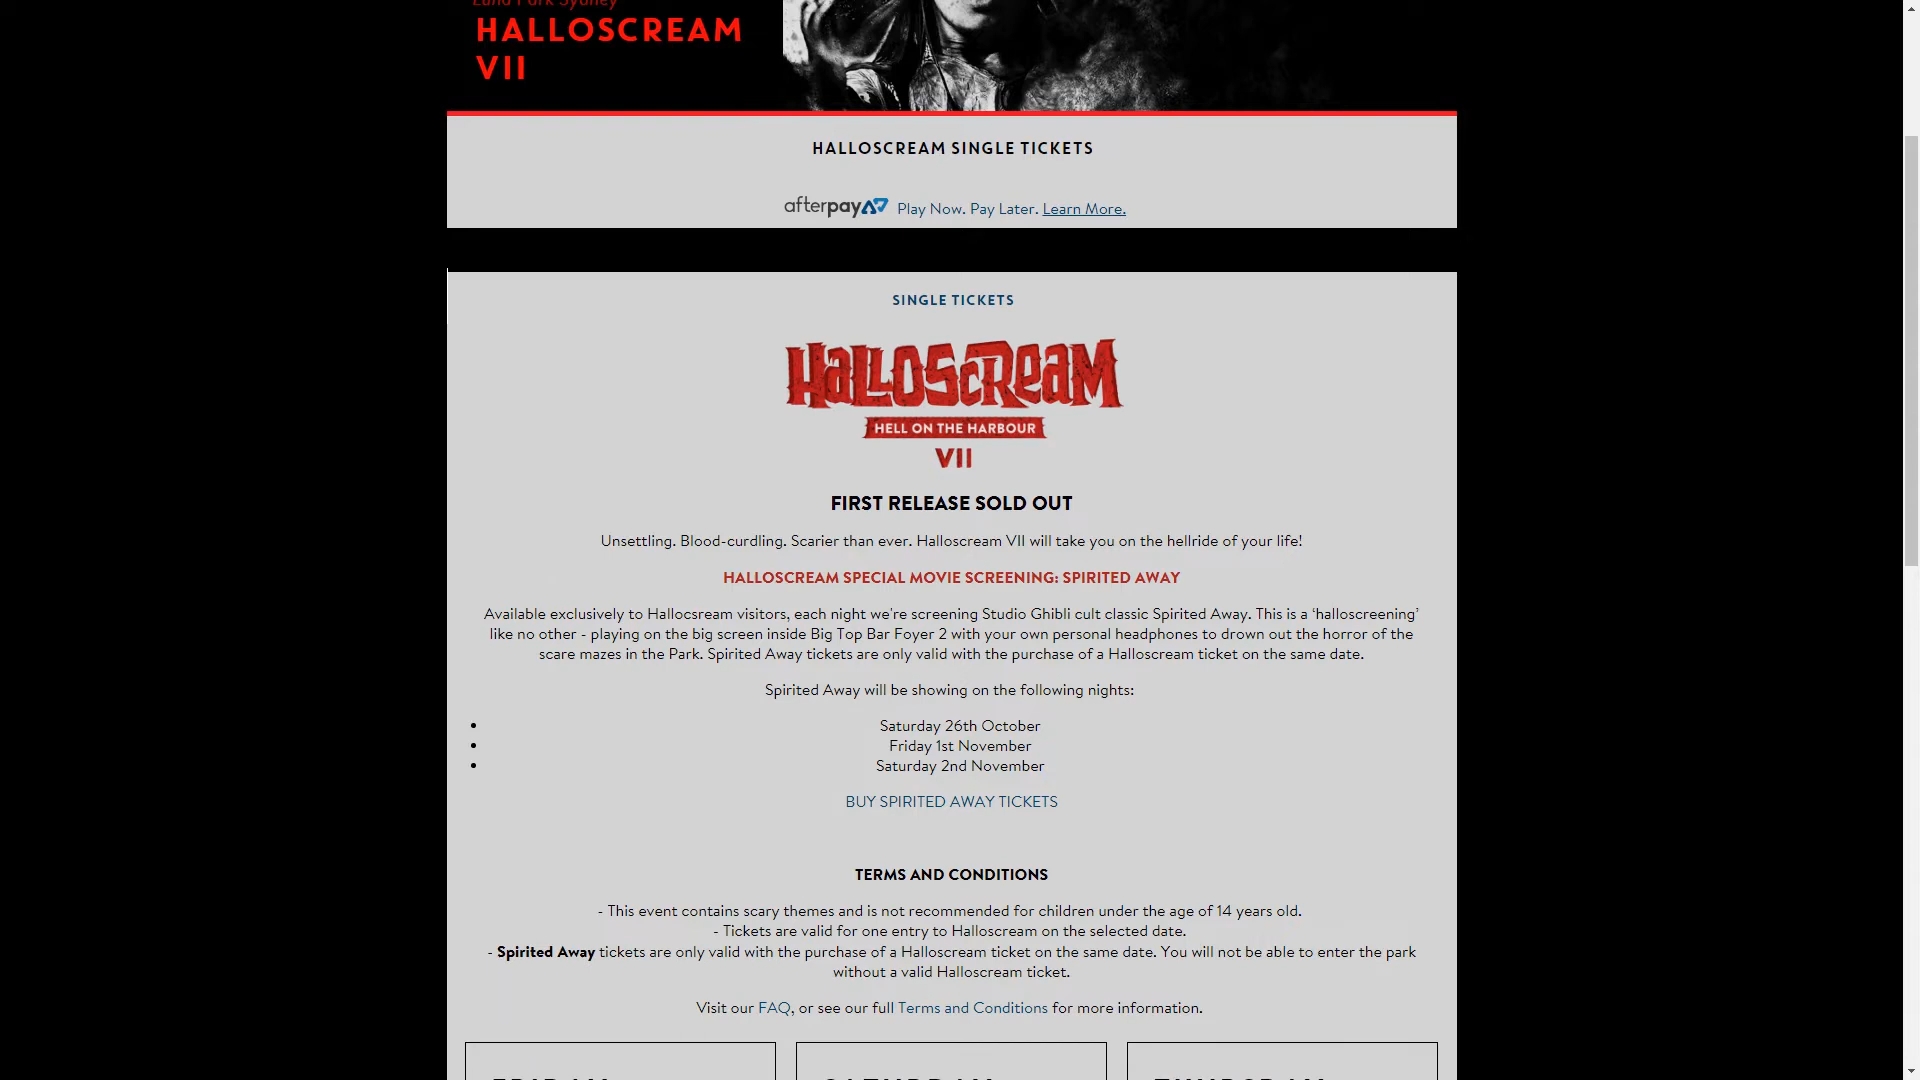 Luna Park Sydney
HALLOSCREAM
VII
HALLOSCREAM SINGLE TICKETS
afterpay Play Now. Pay Later. Learn More.
SINGLE TICKETS
HALLOSCREAM
HELL ON THE HARBOUR
VII
FIRST RELEASE SOLD OUT
Unsettling. Blood-curdling. Scarier than ever. Halloscream VII will take you on the hellride of your life!
HALLOSCREAM SPECIAL MOVIE SCREENING: SPIRITED AWAY
Available exclusively to Hallocsream visitors, each night we're screening Studio Ghibli cult classic Spirited Away. This is a ‘halloscreening’
like no other - playing on the big screen inside Big Top Bar Foyer 2 with your own personal headphones to drown out the horror of the
scare mazes in the Park. Spirited Away tickets are only valid with the purchase of a Halloscream ticket on the same date.
Spirited Away will be showing on the following nights:
• Saturday 26th October
• Friday 1st November
• Saturday 2nd November
BUY SPIRITED AWAY TICKETS
TERMS AND CONDITIONS
- This event contains scary themes and is not recommended for children under the age of 14 years old.
- Tickets are valid for one entry to Halloscream on the selected date.
- Spirited Away tickets are only valid with the purchase of a Halloscream ticket on the same date. You will not be able to enter the park
without a valid Halloscream ticket.
Visit our FAQ, or see our full Terms and Conditions for more information.